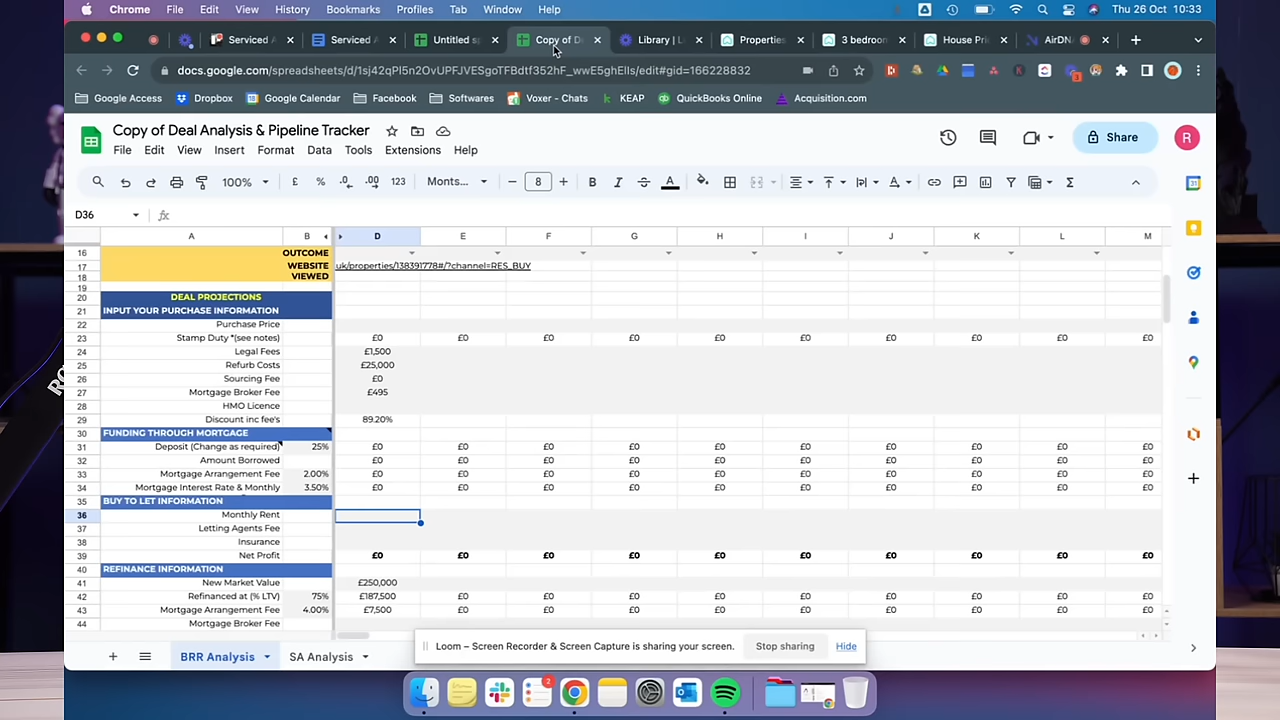 Chrome File Edit View History Bookmarks Profiles Tab Window Help Thu 26 Oct 10:33
Serviced A Serviced A Untitled sp Copy of De Library | L Properties 3 bedroom House Pric AirDN
docs.google.com/spreadsheets/d/1sj42qPl5n2OvUPFJVESgoTFBdtf352hF_wwE5ghElIs/edit#gid=166228832
Google Access Dropbox Google Calendar Facebook Softwares Voxer - Chats KEAP QuickBooks Online Acquisition.com
Copy of Deal Analysis & Pipeline Tracker
Share R
File Edit View Insert Format Data Tools Extensions Help
100% £ % .0 .00 123 Monts... 8 B I S A Σ
D36 fx
A B D E F G H I J K L M
16 OUTCOME
17 WEBSITE uk/properties/138391778#/?channel=RES_BUY
18 VIEWED
19
20 DEAL PROJECTIONS
21 INPUT YOUR PURCHASE INFORMATION
22 Purchase Price
23 Stamp Duty *(see notes) £0 £0 £0 £0 £0 £0 £0 £0 £0 £0
24 Legal Fees £1,500
25 Refurb Costs £25,000
26 Sourcing Fee £0
27 Mortgage Broker Fee £495
28 HMO Licence
29 Discount inc fee's 89.20%
30 FUNDING THROUGH MORTGAGE
31 Deposit (Change as required) 25% £0 £0 £0 £0 £0 £0 £0 £0 £0 £0
32 Amount Borrowed £0 £0 £0 £0 £0 £0 £0 £0 £0 £0
33 Mortgage Arrangement Fee 2.00% £0 £0 £0 £0 £0 £0 £0 £0 £0 £0
34 Mortgage Interest Rate & Monthly 3.50% £0 £0 £0 £0 £0 £0 £0 £0 £0 £0
35 BUY TO LET INFORMATION
36 Monthly Rent
37 Letting Agents Fee
38 Insurance
39 Net Profit £0 £0 £0 £0 £0 £0 £0 £0 £0 £0
40 REFINANCE INFORMATION
41 New Market Value £250,000
42 Refinanced at (% LTV) 75% £187,500 £0 £0 £0 £0 £0 £0 £0 £0 £0
43 Mortgage Arrangement Fee 4.00% £7,500 £0 £0 £0 £0 £0 £0 £0 £0 £0
44 Mortgage Broker Fee
Loom – Screen Recorder & Screen Capture is sharing your screen. Stop sharing Hide
BRR Analysis SA Analysis
2